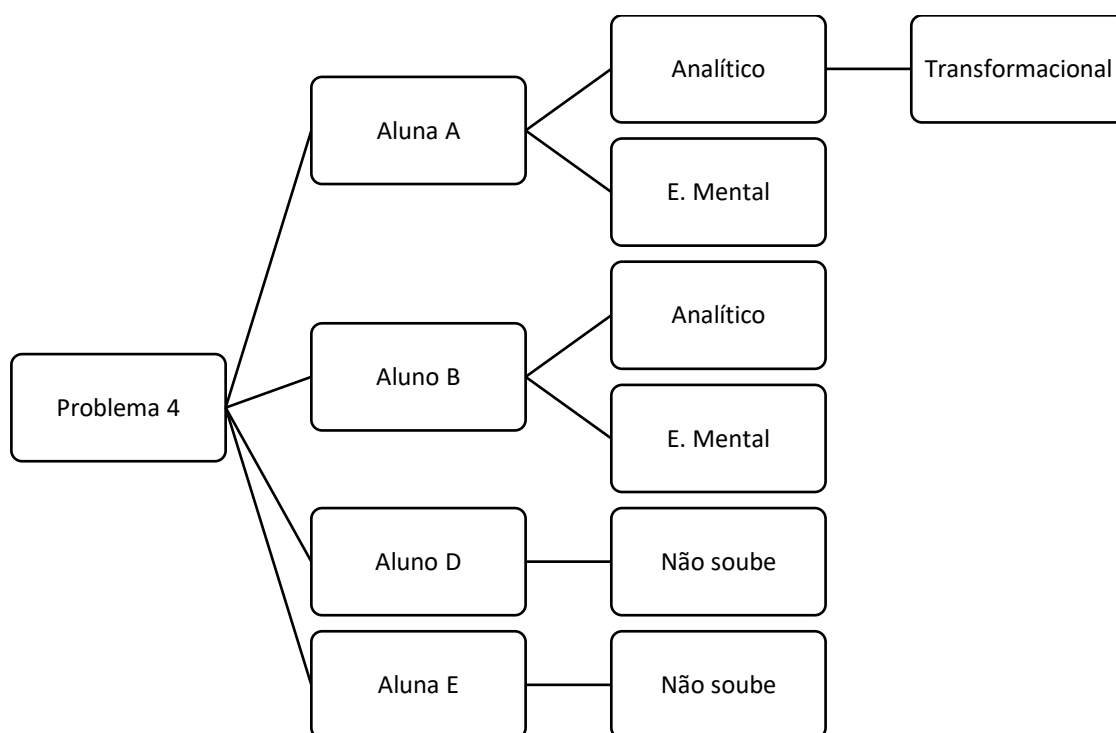 Analítico
Transformacional
Aluna A
E. Mental
Analítico
Aluno B
Problema 4
E. Mental
Aluno D
Não soube
Aluna E
Não soube